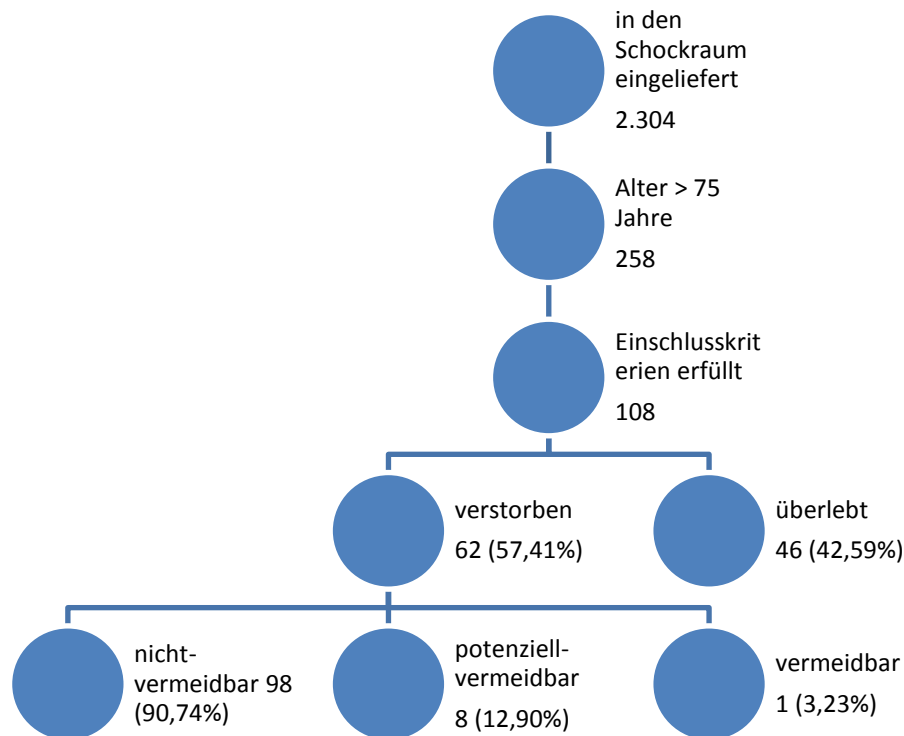 in den
Schockraum
eingeliefert
2.304
Alter > 75
Jahre
258
Einschlusskrit
erien erfüllt
108
verstorben
62 (57,41%)
überlebt
46 (42,59%)
nicht-
vermeidbar 98
(90,74%)
potenziell-
vermeidbar
8 (12,90%)
vermeidbar
1 (3,23%)